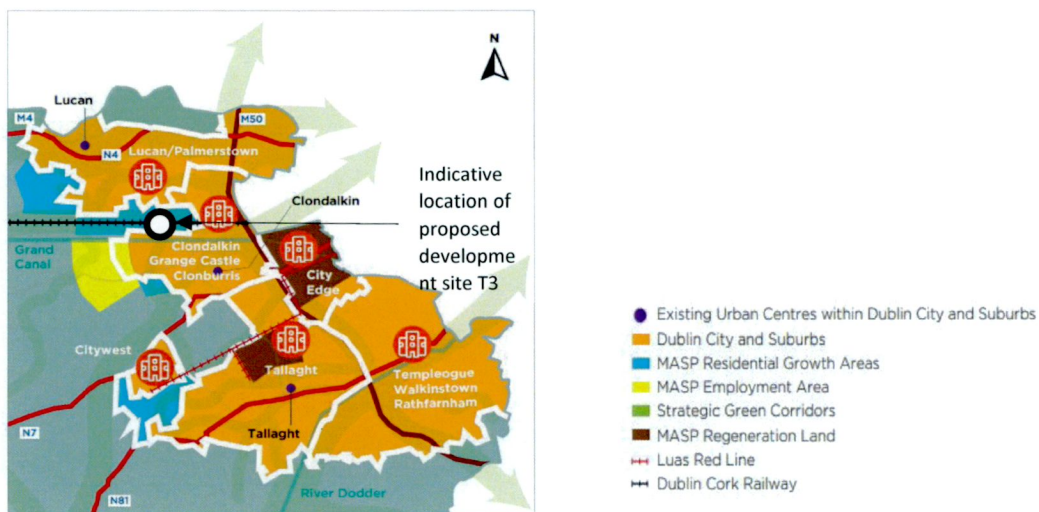 N
Lucan
M4
M50
N4
Lucan/Palmerstown
Indicative
location of
proposed
developme
nt site T3
Clondalkin
Grand
Canal
Clondalkin
Grange Castle
Clonburris
City
Edge
Citywest
Tallaght
Templeogue
Walkinstown
Rathfarnham
N7
Tallaght
River Dodder
N81
Existing Urban Centres within Dublin City and Suburbs
Dublin City and Suburbs
MASP Residential Growth Areas
MASP Employment Area
Strategic Green Corridors
MASP Regeneration Land
Luas Red Line
Dublin Cork Railway